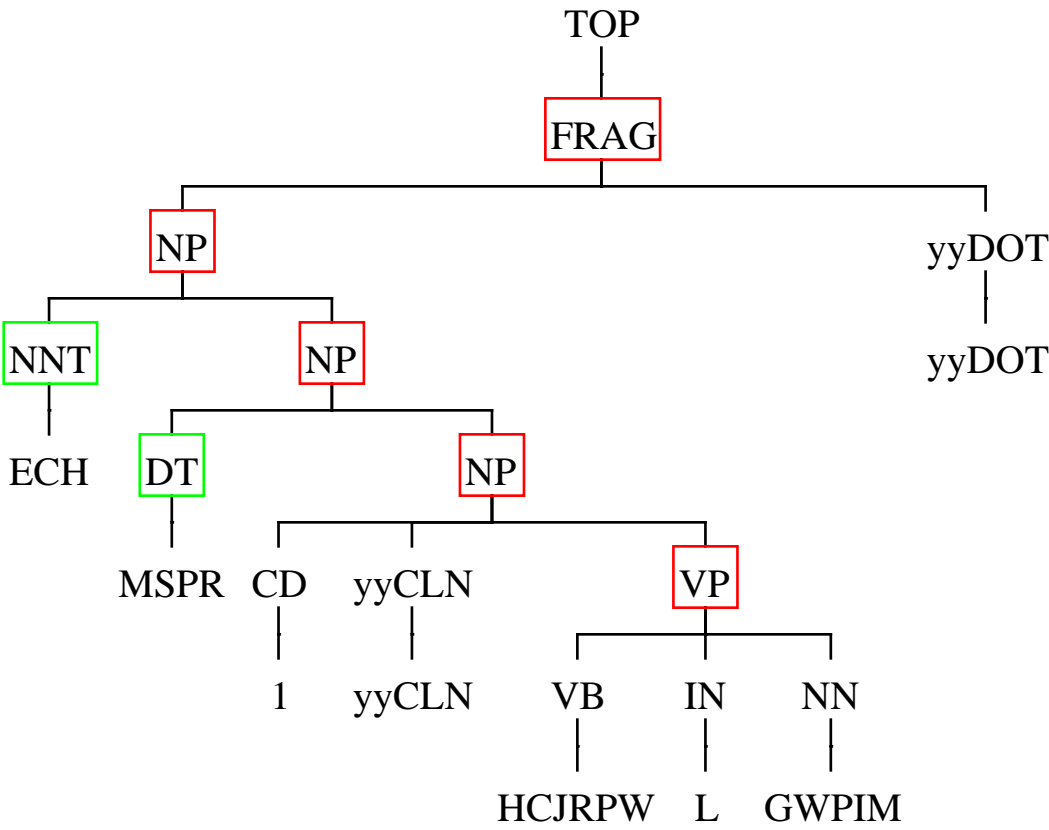 TOP
FRAG
NP yyDOT
NNT NP yyDOT
ECH DT NP
MSPR CD yyCLN VP
1 yyCLN VB IN NN
HCJRPW L GWPIM